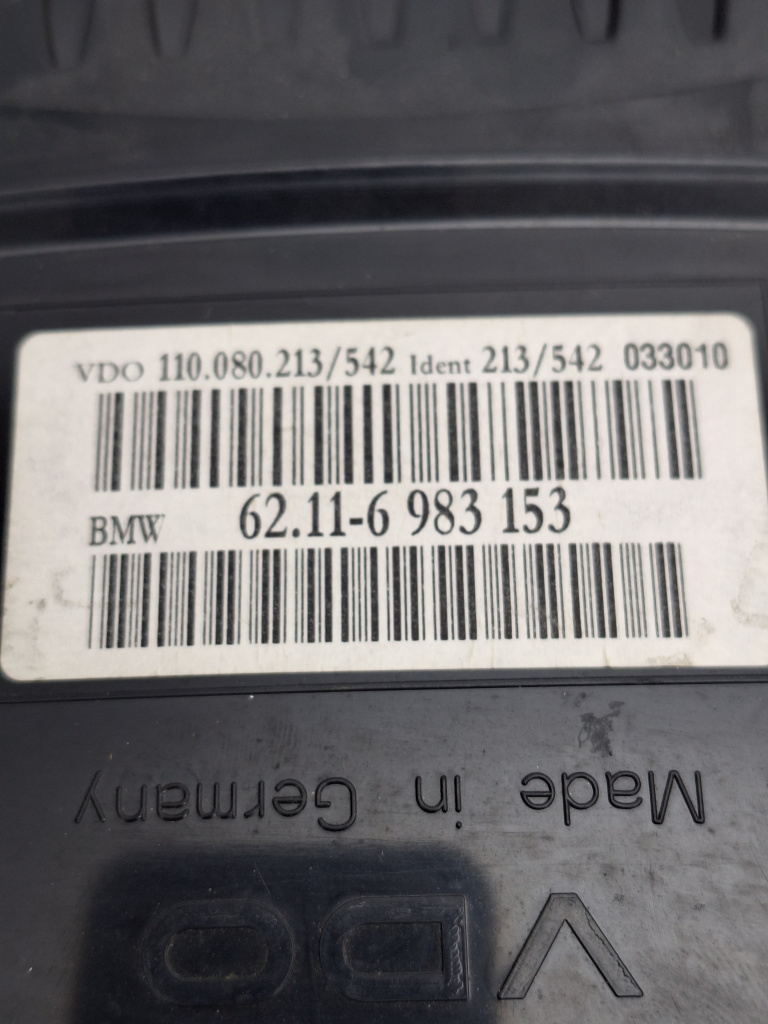 VDO 110.080.213/542 Ident 213/542 033010
BMW 62.11-6 983 153
Made in Germany
VDO